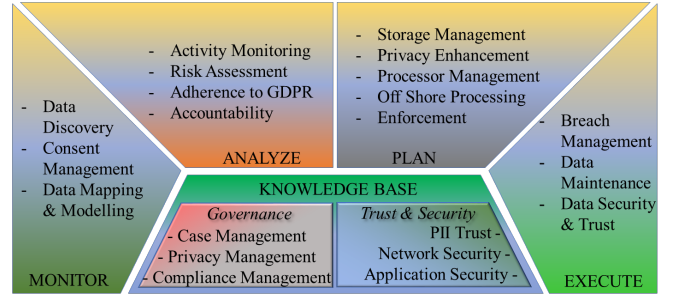 - Data
Discovery
- Consent
Management
- Data Mapping
& Modelling
MONITOR
- Activity Monitoring
- Risk Assessment
- Adherence to GDPR
- Accountability
ANALYZE
- Storage Management
- Privacy Enhancement
- Processor Management
- Off Shore Processing
- Enforcement
PLAN
- Breach
Management
- Data
Maintenance
- Data Security
& Trust
EXECUTE
KNOWLEDGE BASE
Governance
- Case Management
- Privacy Management
- Compliance Management
Trust & Security
PII Trust -
Network Security -
Application Security -